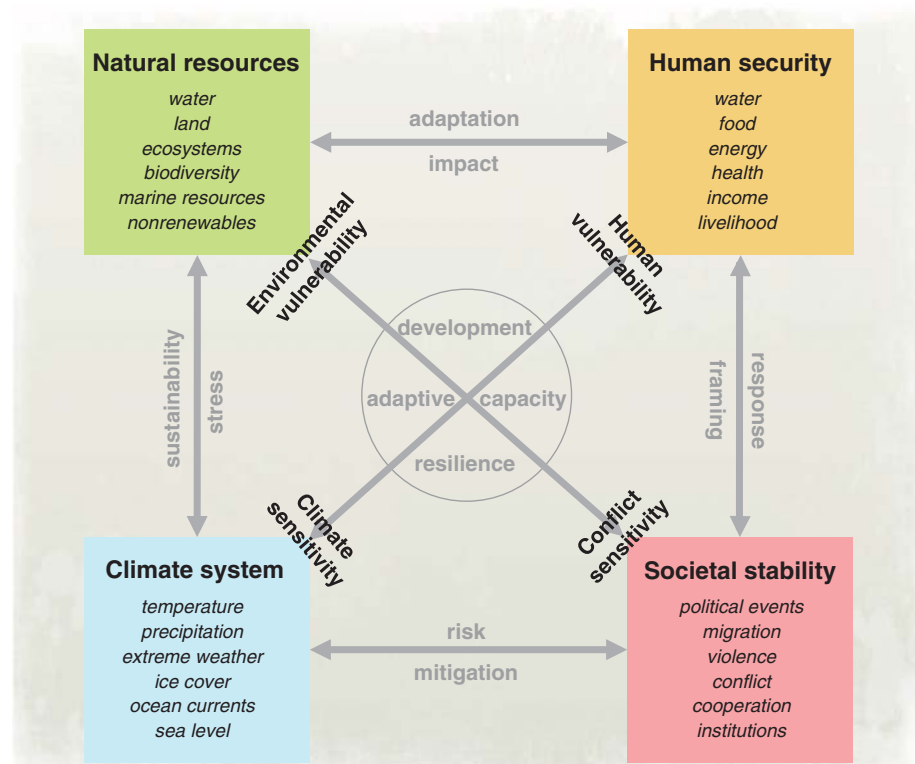 Natural resources
water
land
ecosystems
biodiversity
marine resources
nonrenewables
adaptation
impact
Human security
water
food
energy
health
income
livelihood
Environmental
vulnerability
Human
vulnerability
sustainability
stress
development
adaptive capacity
resilience
response
framing
Climate
sensitivity
Conflict
sensitivity
Climate system
temperature
precipitation
extreme weather
ice cover
ocean currents
sea level
risk
mitigation
Societal stability
political events
migration
violence
conflict
cooperation
institutions